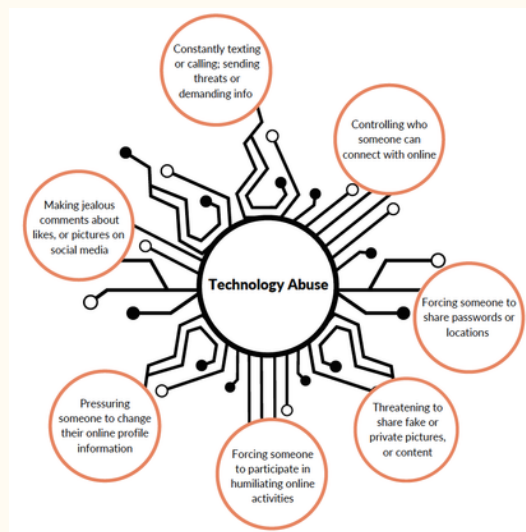 Constantly texting
or calling; sending
threats or
demanding info
Controlling who
someone can
connect with online
Making jealous
comments about
likes, or pictures on
social media
Technology Abuse
Forcing someone to
share passwords or
locations
Pressuring
someone to change
their online profile
information
Threatening to
share fake or
private pictures,
or content
Forcing someone
to participate in
humiliating online
activities